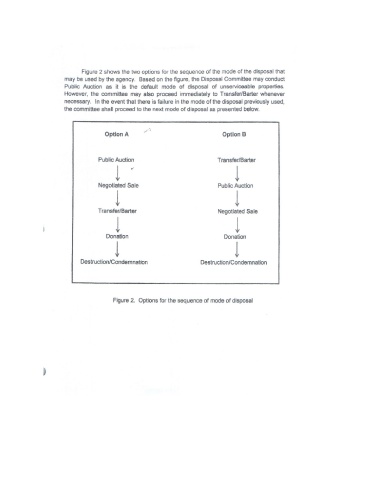 Figure 2 shows the two options for the sequence of the mode of the disposal that
may be used by the agency. Based on the figure, the Disposal Committee may conduct
Public Auction as it is the default mode of disposal of unserviceable properties.
However, the committee may also proceed immediately to Transfer/Barter whenever
necessary. In the event that there is failure in the mode of the disposal previously used,
the committee shall proceed to the next mode of disposal as presented below.
Option A Option B
Public Auction Transfer/Barter
Negotiated Sale Public Auction
Transfer/Barter Negotiated Sale
Donation Donation
Destruction/Condemnation Destruction/Condemnation
Figure 2. Options for the sequence of mode of disposal